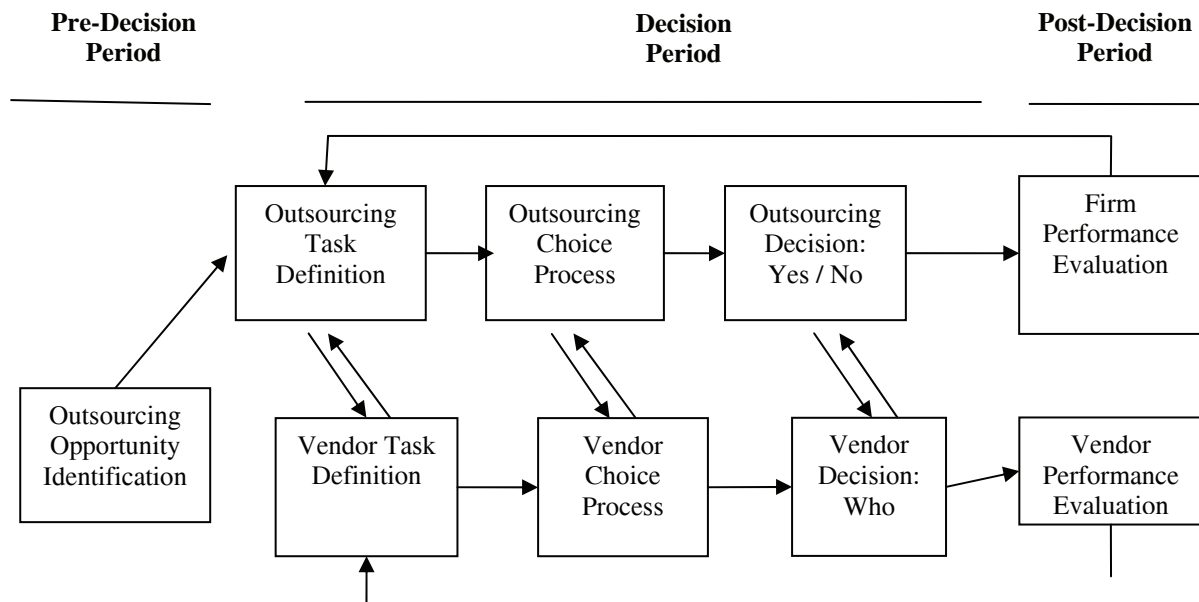 Pre-Decision
Period
Decision
Period
Post-Decision
Period
Outsourcing
Task
Definition
Outsourcing
Choice
Process
Outsourcing
Decision:
Yes / No
Firm
Performance
Evaluation
Outsourcing
Opportunity
Identification
Vendor Task
Definition
Vendor
Choice
Process
Vendor
Decision:
Who
Vendor
Performance
Evaluation